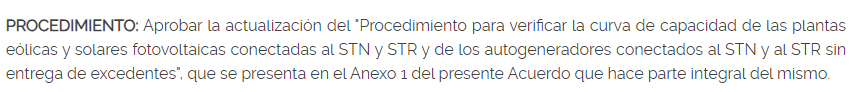 PROCEDIMIENTO: Aprobar la actualización del "Procedimiento para verificar la curva de capacidad de las plantas
eólicas y solares fotovoltaicas conectadas al STN y STR y de los autogeneradores conectados al STN y al STR sin
entrega de excedentes", que se presenta en el Anexo 1 del presente Acuerdo que hace parte integral del mismo.